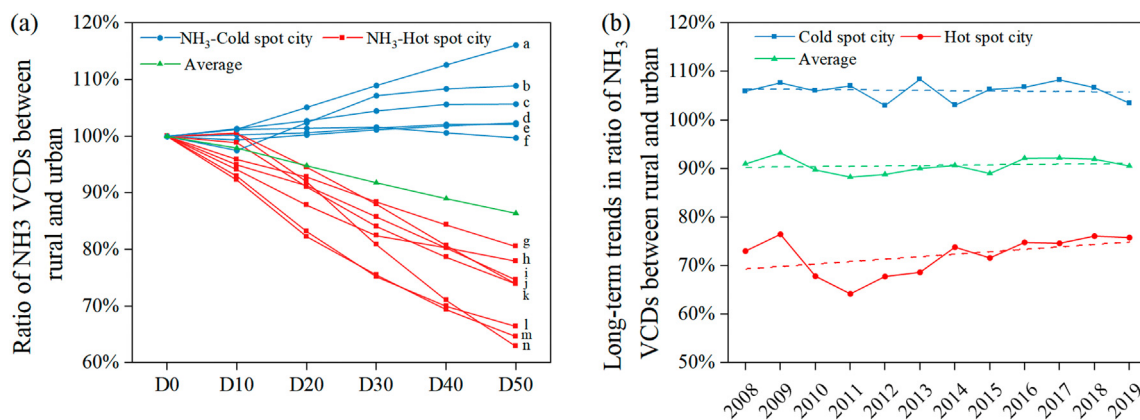 (a)
Ratio of NH3 VCDs between
rural and urban
120%
110%
100%
90%
80%
70%
60%
NH₃-Cold spot city
NH₃-Hot spot city
Average
a
b
c
d
e
f
g
h
i
j
k
l
m
n
D0 D10 D20 D30 D40 D50
(b)
Long-term trends in ratio of NH₃
VCDs between rural and urban
120%
110%
100%
90%
80%
70%
60%
50%
Cold spot city
Hot spot city
Average
2008 2009 2010 2011 2012 2013 2014 2015 2016 2017 2018 2019